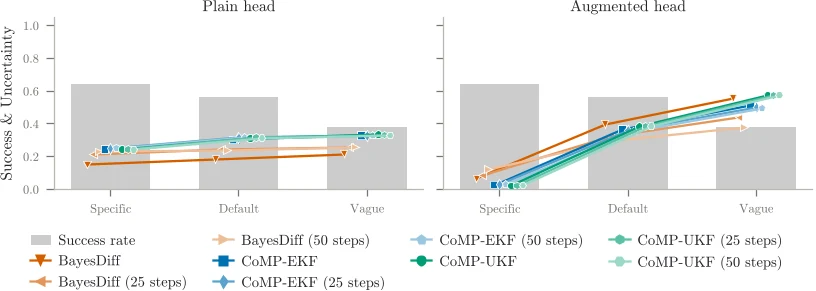 Plain head
Augmented head
Success & Uncertainty
1.0
0.8
0.6
0.4
0.2
0.0
Specific
Default
Vague
Specific
Default
Vague
Success rate
BayesDiff
BayesDiff (25 steps)
BayesDiff (50 steps)
CoMP-EKF
CoMP-EKF (25 steps)
CoMP-EKF (50 steps)
CoMP-UKF
CoMP-UKF (25 steps)
CoMP-UKF (50 steps)